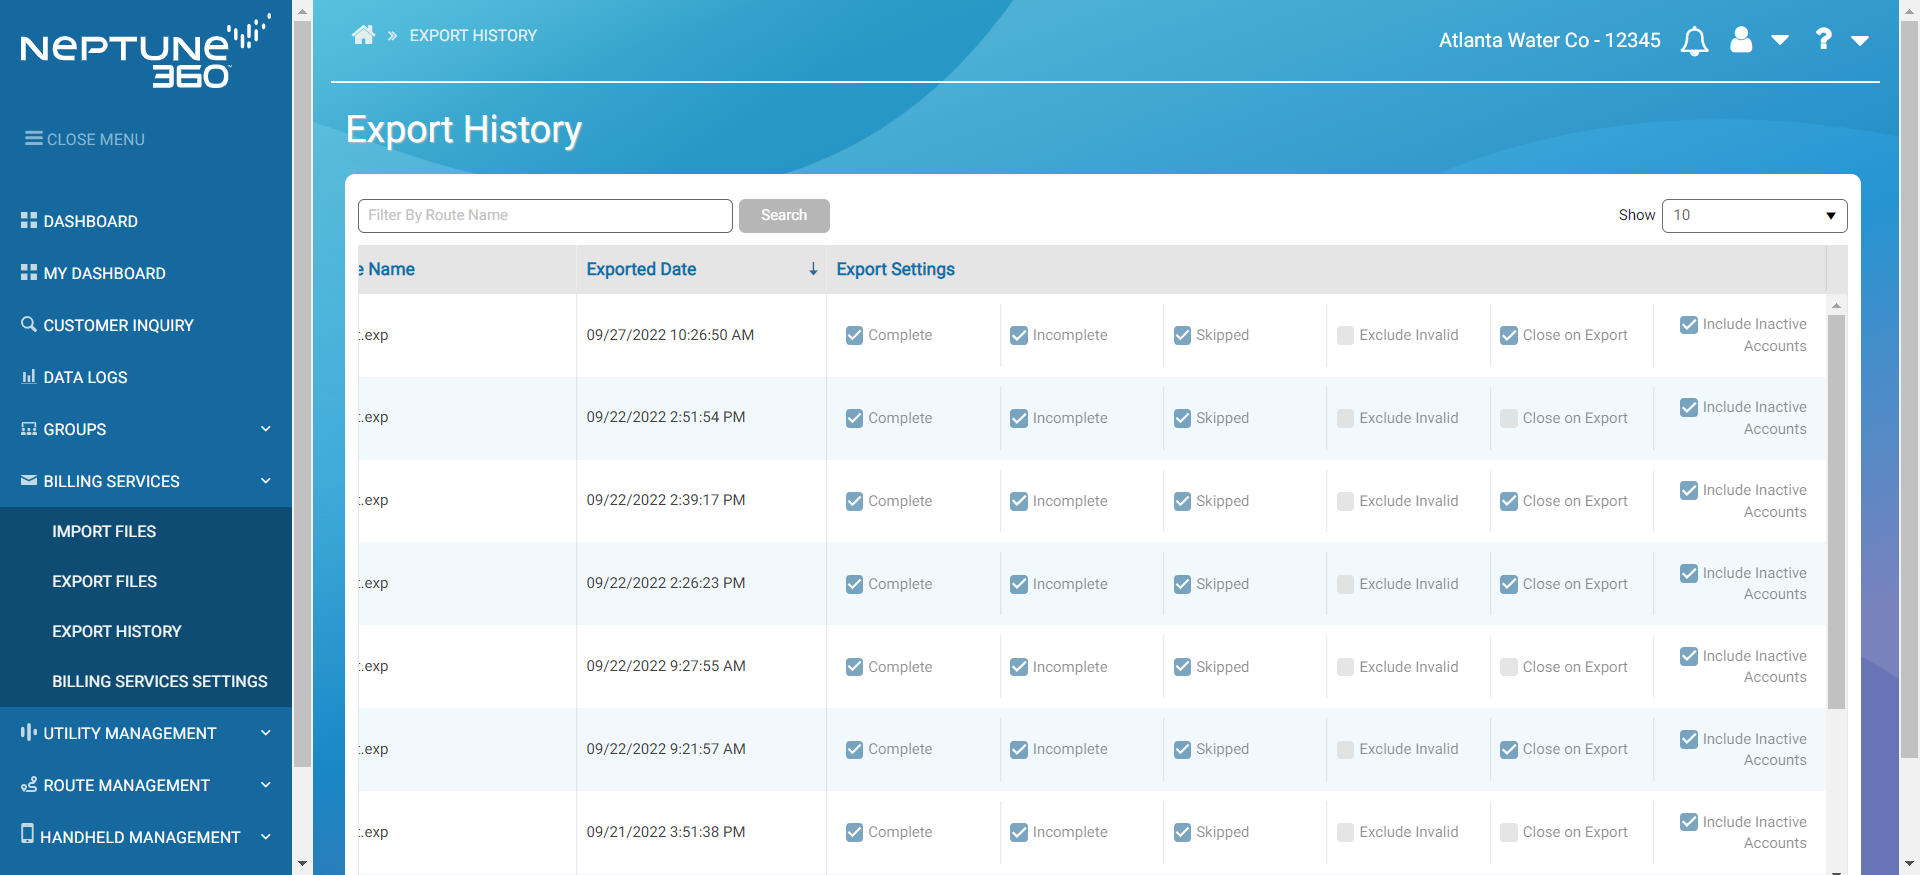 NEPTUNE
360
CLOSE MENU
DASHBOARD
MY DASHBOARD
CUSTOMER INQUIRY
DATA LOGS
GROUPS
BILLING SERVICES
IMPORT FILES
EXPORT FILES
EXPORT HISTORY
BILLING SERVICES SETTINGS
UTILITY MANAGEMENT
ROUTE MANAGEMENT
HANDHELD MANAGEMENT
» EXPORT HISTORY
Atlanta Water Co - 12345 ?
Export History
Filter By Route Name Search Show 10
e Name Exported Date ↓ Export Settings
t.exp 09/27/2022 10:26:50 AM Complete Incomplete Skipped Exclude Invalid Close on Export Include Inactive
Accounts
t.exp 09/22/2022 2:51:54 PM Complete Incomplete Skipped Exclude Invalid Close on Export Include Inactive
Accounts
t.exp 09/22/2022 2:39:17 PM Complete Incomplete Skipped Exclude Invalid Close on Export Include Inactive
Accounts
t.exp 09/22/2022 2:26:23 PM Complete Incomplete Skipped Exclude Invalid Close on Export Include Inactive
Accounts
t.exp 09/22/2022 9:27:55 AM Complete Incomplete Skipped Exclude Invalid Close on Export Include Inactive
Accounts
t.exp 09/22/2022 9:21:57 AM Complete Incomplete Skipped Exclude Invalid Close on Export Include Inactive
Accounts
t.exp 09/21/2022 3:51:38 PM Complete Incomplete Skipped Exclude Invalid Close on Export Include Inactive
Accounts